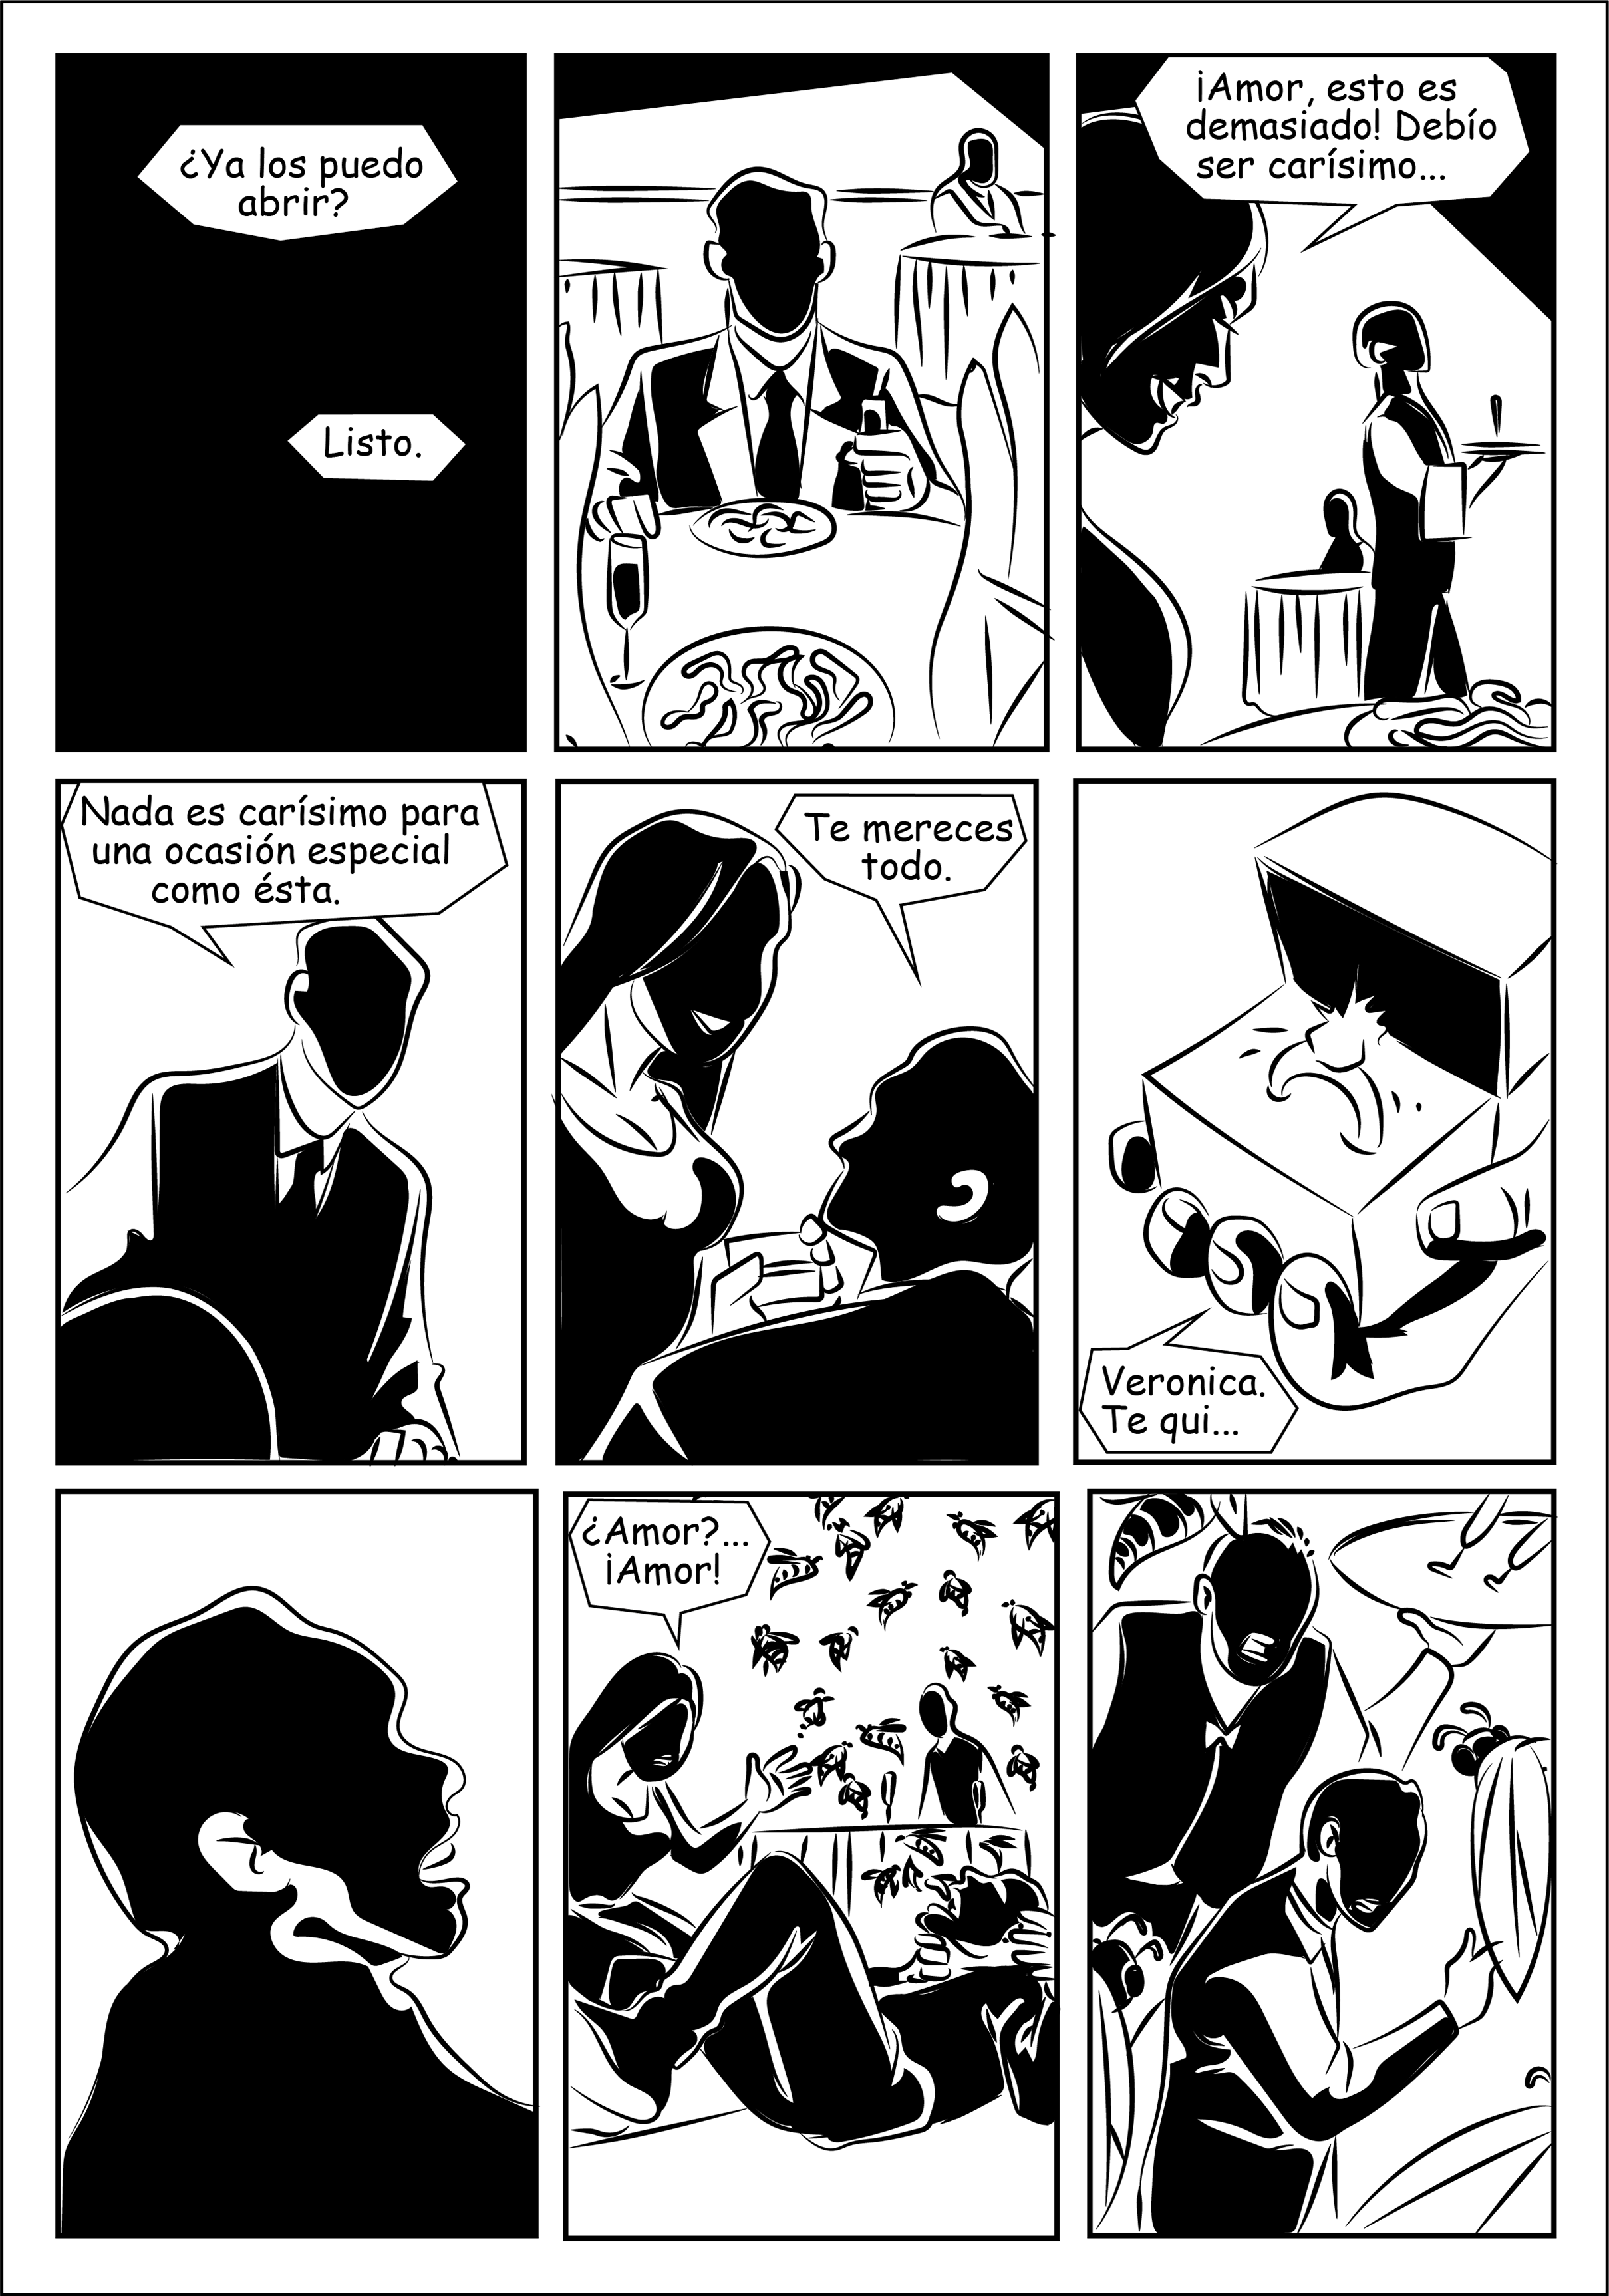 ¿Ya los puedo
abrir?
Listo.
¡Amor, esto es
demasiado! Debío
ser carísimo...
Nada es carísimo para
una ocasión especial
como ésta.
Te mereces
todo.
Veronica.
Te qui...
¿Amor?...
¡Amor!